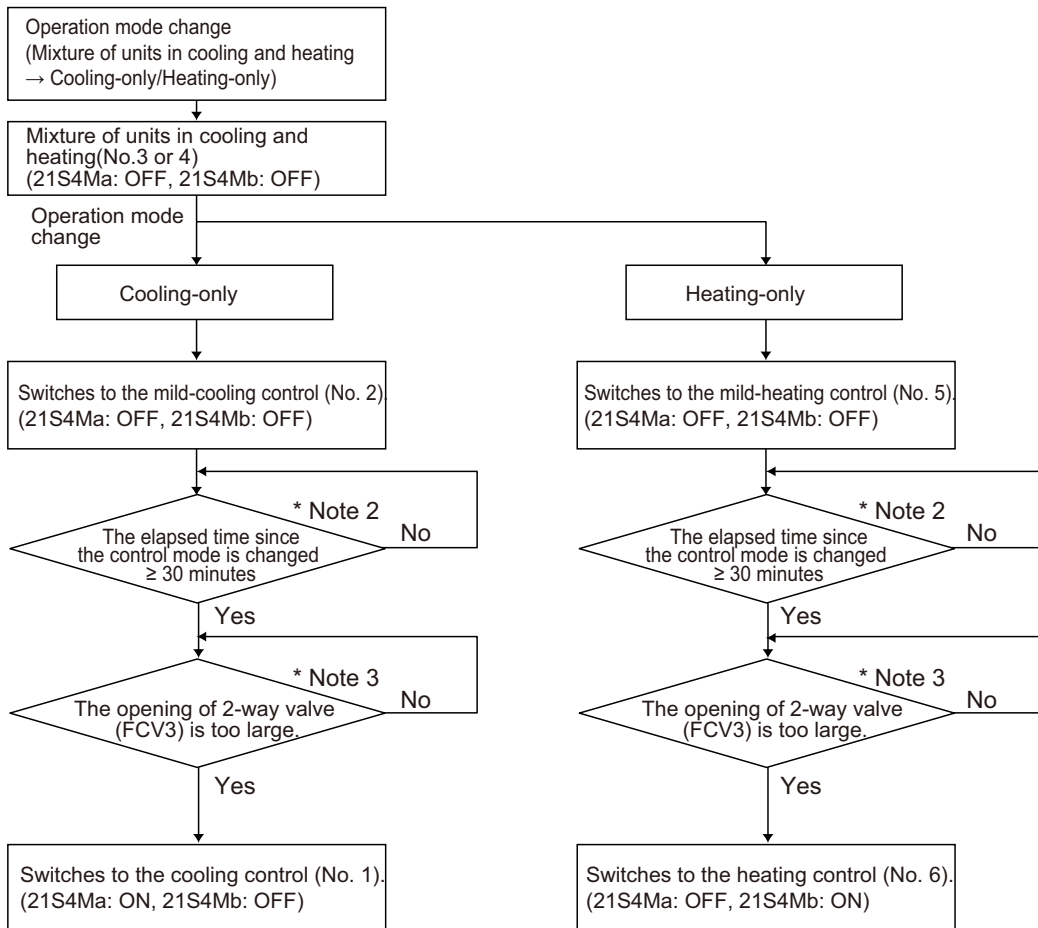 Operation mode change
(Mixture of units in cooling and heating
→ Cooling-only/Heating-only)
Mixture of units in cooling and
heating(No.3 or 4)
(21S4Ma: OFF, 21S4Mb: OFF)
Operation mode
change
Cooling-only
Heating-only
Switches to the mild-cooling control (No. 2).
(21S4Ma: OFF, 21S4Mb: OFF)
Switches to the mild-heating control (No. 5).
(21S4Ma: OFF, 21S4Mb: OFF)
* Note 2
The elapsed time since
the control mode is changed
≥ 30 minutes
No
Yes
* Note 2
The elapsed time since
the control mode is changed
≥ 30 minutes
No
Yes
* Note 3
The opening of 2-way valve
(FCV3) is too large.
No
Yes
* Note 3
The opening of 2-way valve
(FCV3) is too large.
No
Yes
Switches to the cooling control (No. 1).
(21S4Ma: ON, 21S4Mb: OFF)
Switches to the heating control (No. 6).
(21S4Ma: OFF, 21S4Mb: ON)